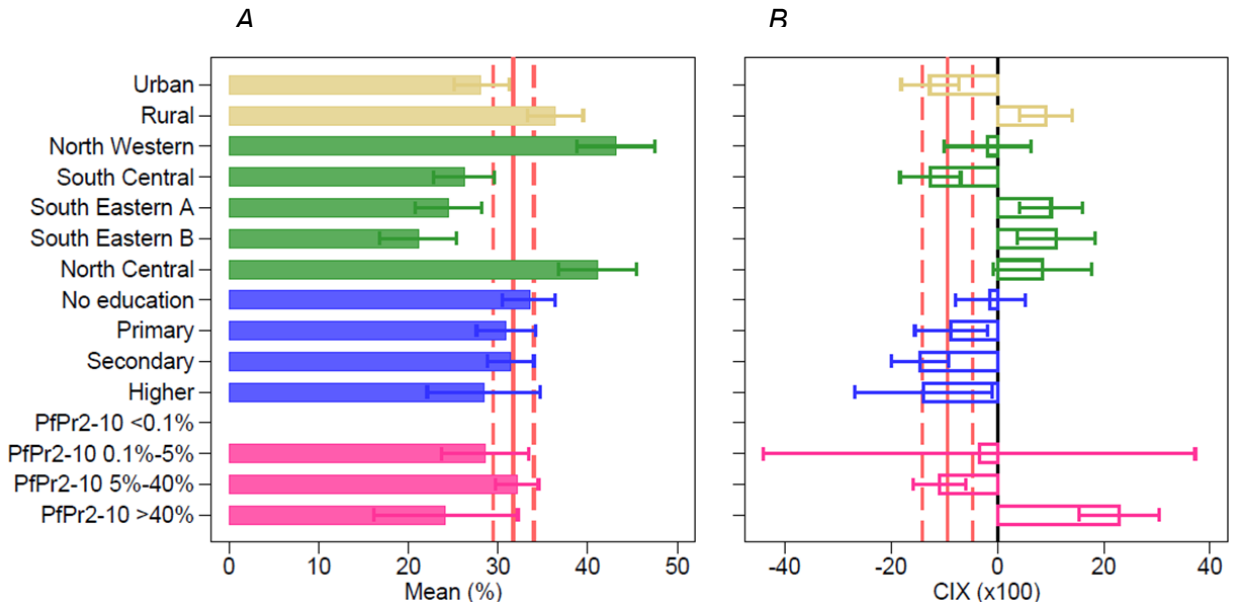 A B
Urban
Rural
North Western
South Central
South Eastern A
South Eastern B
North Central
No education
Primary
Secondary
Higher
PfPr2-10 <0.1%
PfPr2-10 0.1%-5%
PfPr2-10 5%-40%
PfPr2-10 >40%
0 10 20 30 40 50
Mean (%)
-40 -20 0 20 40
CIX (x100)